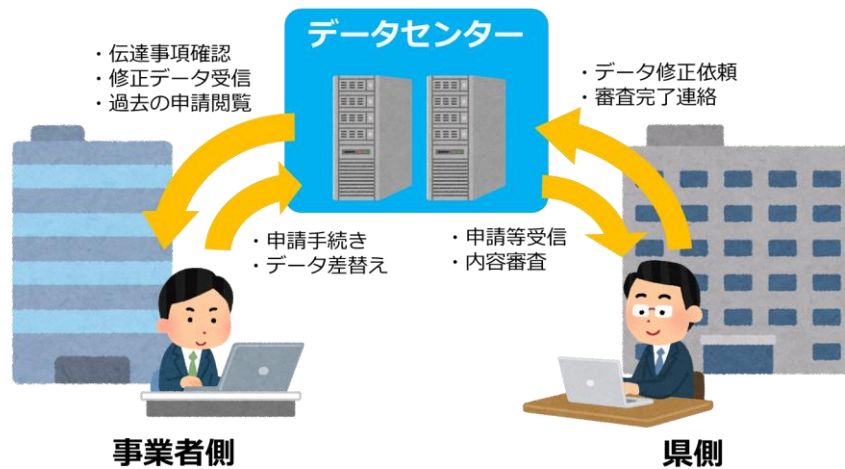 データセンター
・伝達事項確認
・修正データ受信
・過去の申請閲覧
・データ修正依頼
・審査完了連絡
・申請手続き
・データ差替え
・申請等受信
・内容審査
事業者側
県側